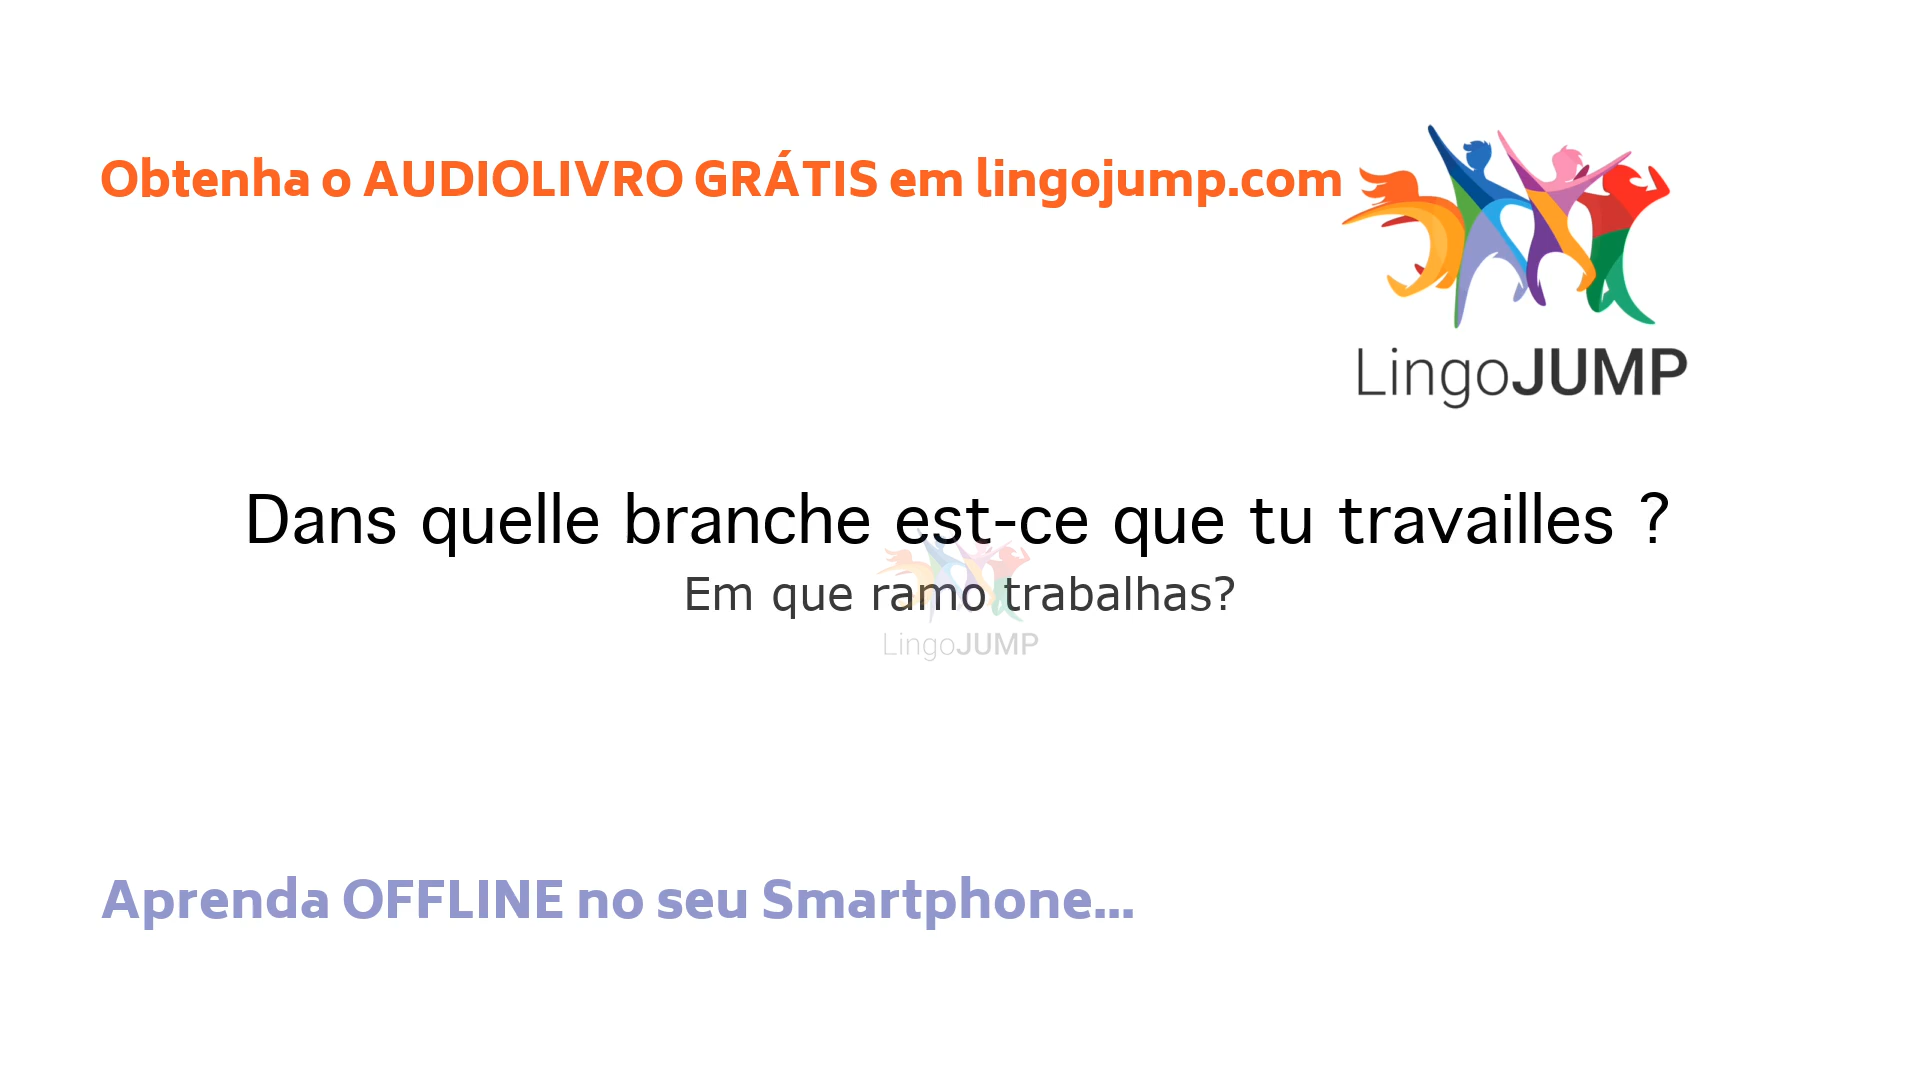 Obtenha o AUDIOLIVRO GRÁTIS em lingojump.com
LingoJUMP
Dans quelle branche est-ce que tu travailles ?
Em que ramo trabalhas?
LingoJUMP
Aprenda OFFLINE no seu Smartphone...